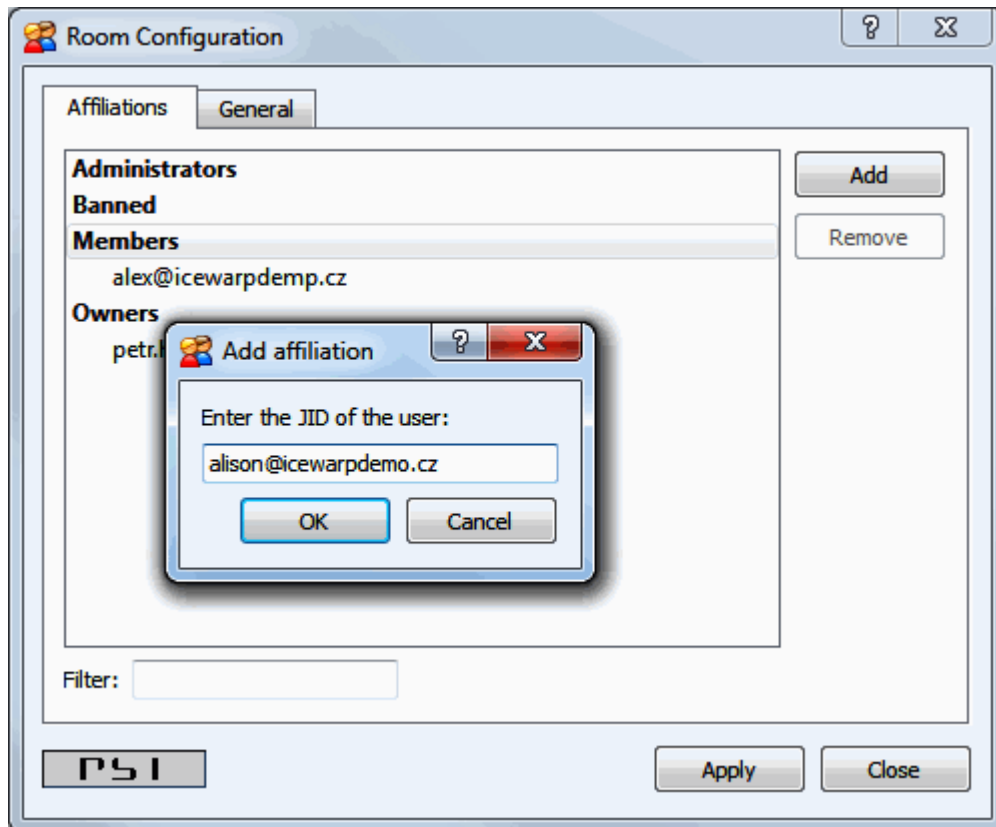 Room Configuration
Affiliations General
Administrators
Add
Banned
Members
Remove
alex@icewarpdemp.cz
Owners
Add affiliation
Enter the JID of the user:
alison@icewarpdemo.cz
OK Cancel
Filter:
PSI
Apply Close